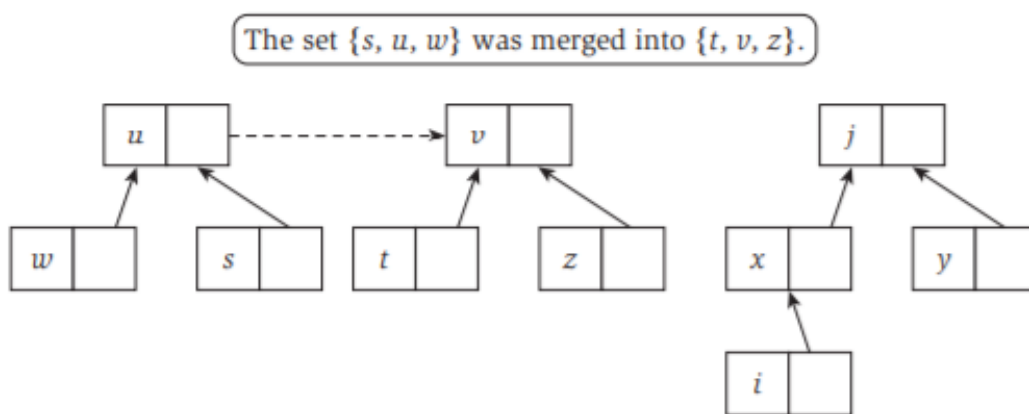 The set {s, u, w} was merged into {t, v, z}.
u v j
w s t z x y
i